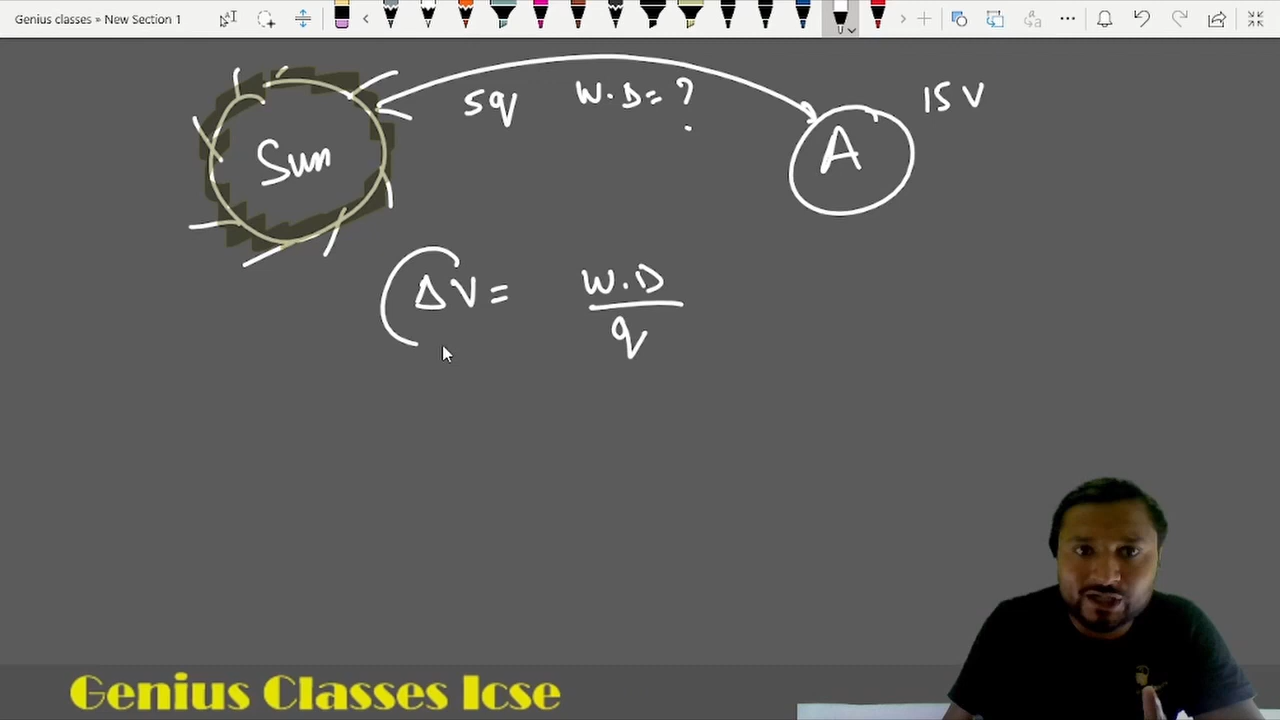 Genius classes » New Section 1
5q W.D = ? 15 V
Sun A
ΔV = W.D
q
Genius Classes Icse